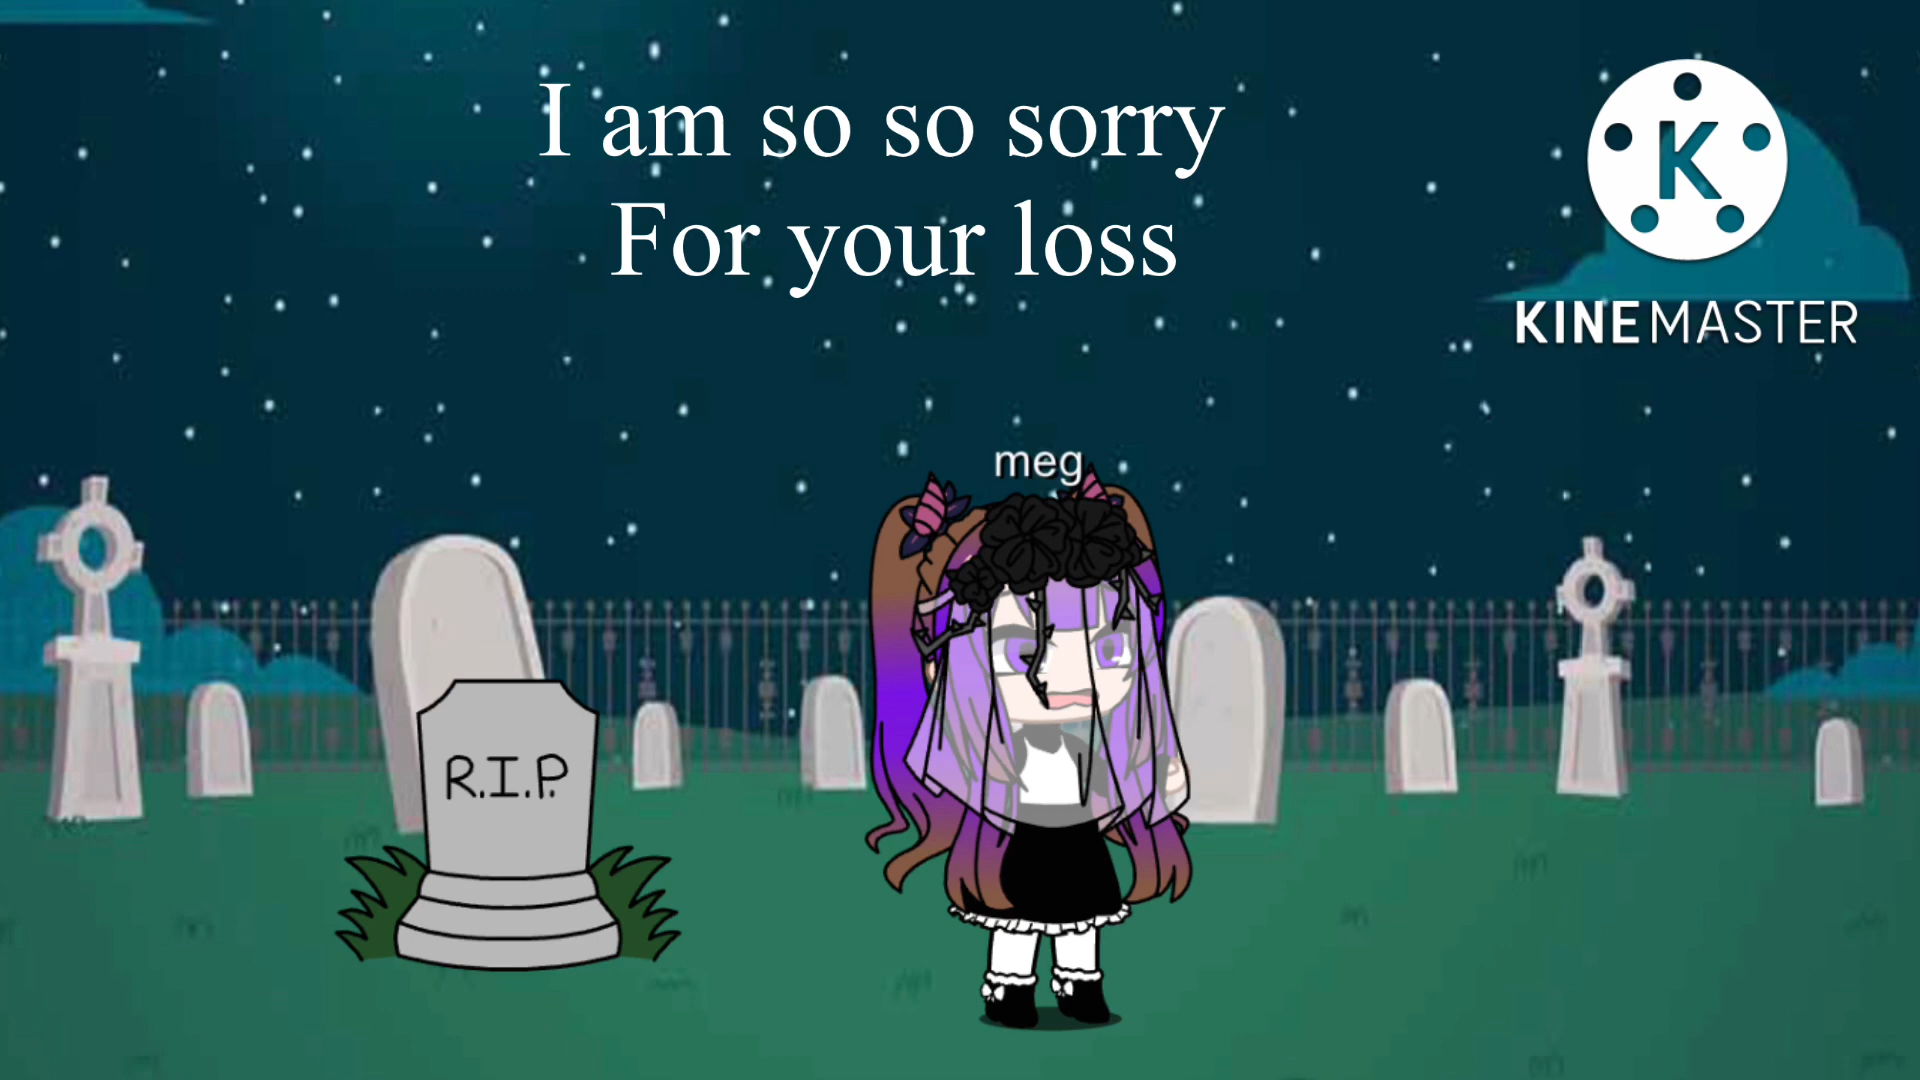 I am so so sorry
For your loss
K
KINEMASTER
meg
R.I.P.